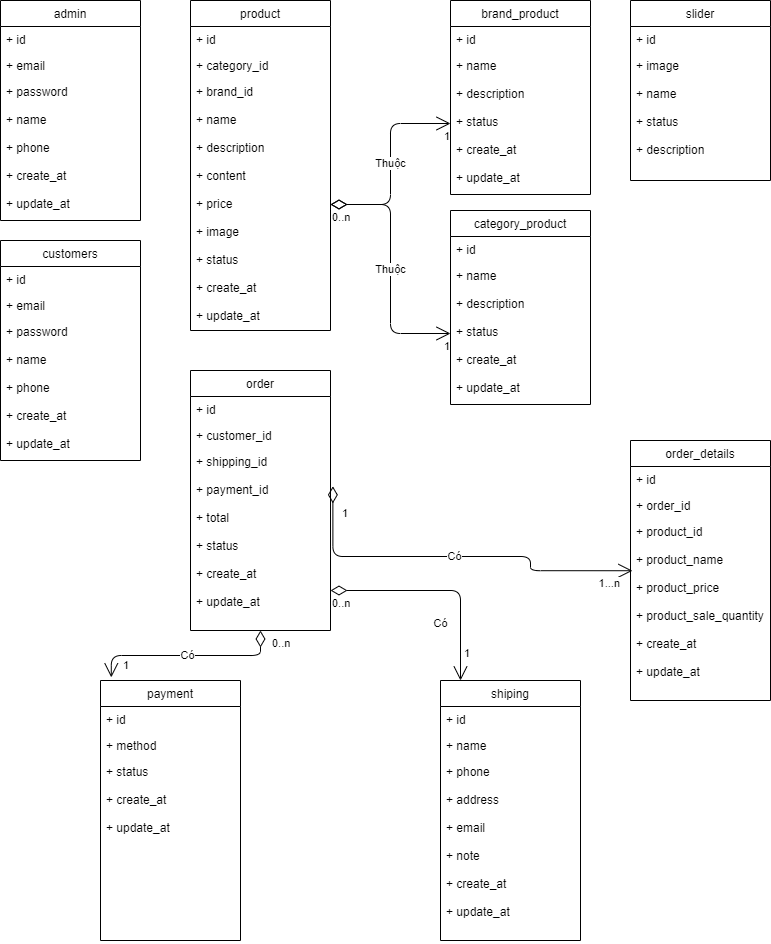 admin
+ id
+ email
+ password
+ name
+ phone
+ create_at
+ update_at
product
+ id
+ category_id
+ brand_id
+ name
+ description
+ content
+ price
+ image
+ status
+ create_at
+ update_at
brand_product
+ id
+ name
+ description
+ status
+ create_at
+ update_at
slider
+ id
+ image
+ name
+ status
+ description
Thuộc
1
0..n
Thuộc
1
category_product
+ id
+ name
+ description
+ status
+ create_at
+ update_at
customers
+ id
+ email
+ password
+ name
+ phone
+ create_at
+ update_at
order
+ id
+ customer_id
+ shipping_id
+ payment_id
+ total
+ status
+ create_at
+ update_at
1
Có
1...n
order_details
+ id
+ order_id
+ product_id
+ product_name
+ product_price
+ product_sale_quantity
+ create_at
+ update_at
0..n
Có
1
0..n
Có
1
payment
+ id
+ method
+ status
+ create_at
+ update_at
shiping
+ id
+ name
+ phone
+ address
+ email
+ note
+ create_at
+ update_at